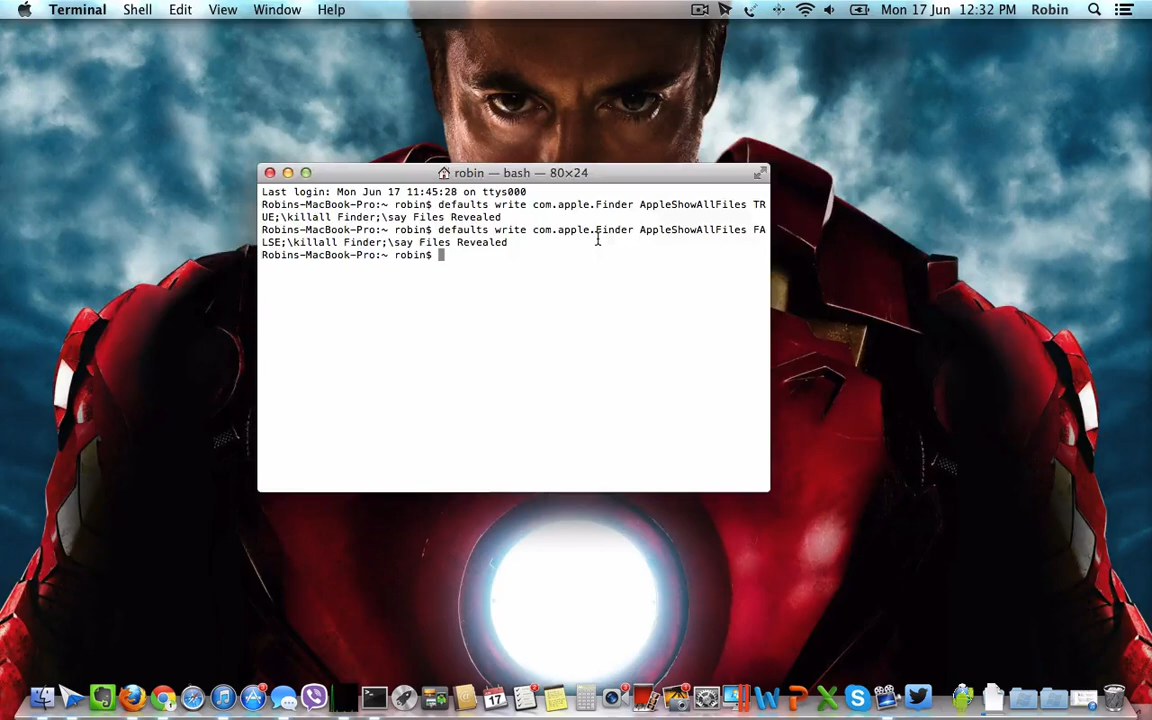 Terminal Shell Edit View Window Help Mon 17 Jun 12:32 PM Robin
robin — bash — 80×24
Last login: Mon Jun 17 11:45:28 on ttys000
Robins-MacBook-Pro:~ robin$ defaults write com.apple.Finder AppleShowAllFiles TR
UE;\killall Finder;\say Files Revealed
Robins-MacBook-Pro:~ robin$ defaults write com.apple.Finder AppleShowAllFiles FA
LSE;\killall Finder;\say Files Revealed
Robins-MacBook-Pro:~ robin$
17